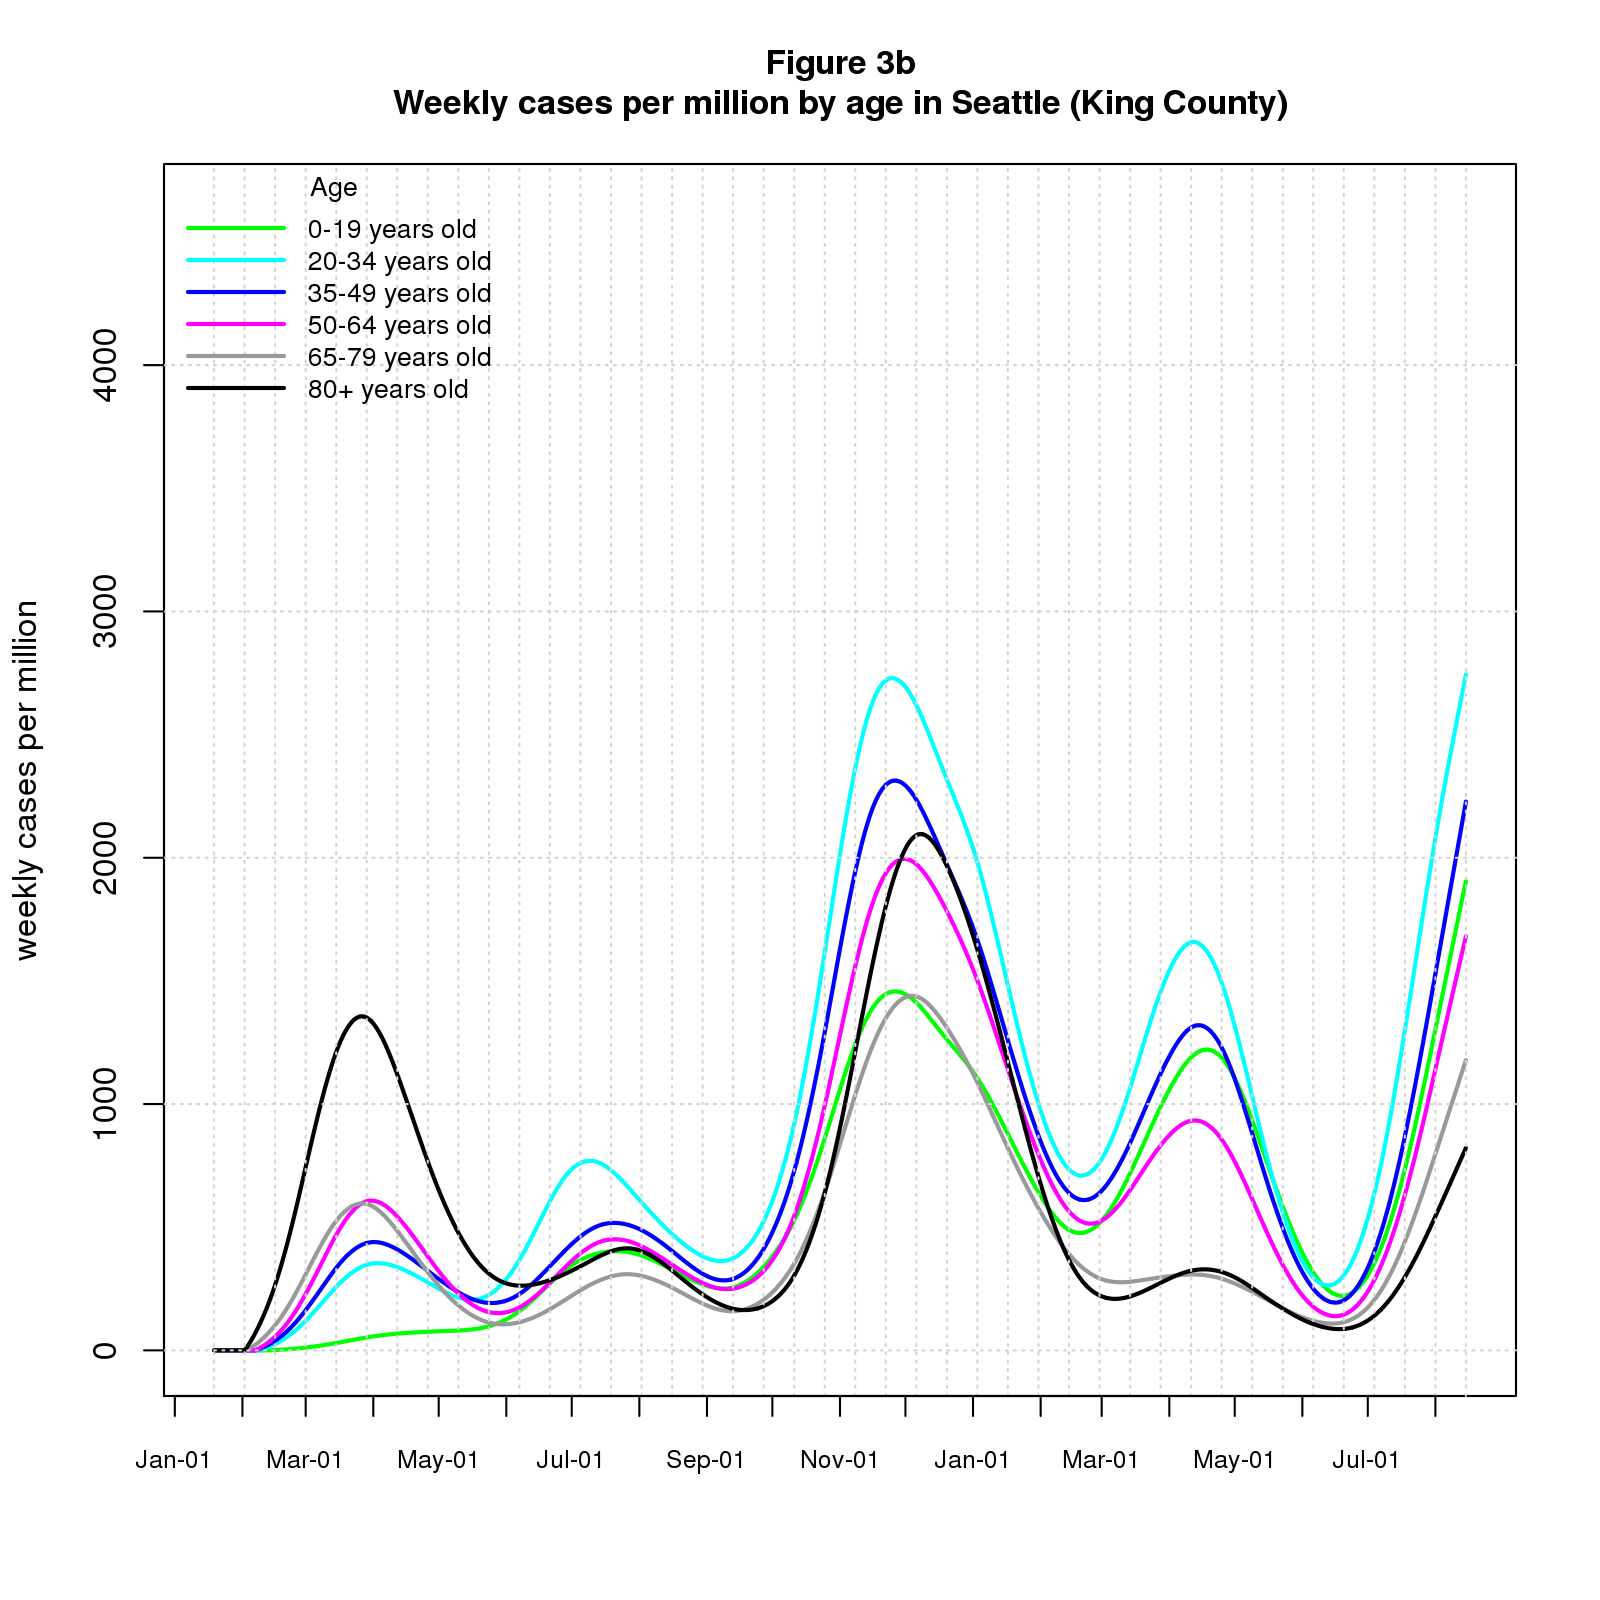 Figure 3b
Weekly cases per million by age in Seattle (King County)
Age
0-19 years old
20-34 years old
35-49 years old
50-64 years old
65-79 years old
80+ years old
weekly cases per million
4000
3000
2000
1000
0
Jan-01 Mar-01 May-01 Jul-01 Sep-01 Nov-01 Jan-01 Mar-01 May-01 Jul-01